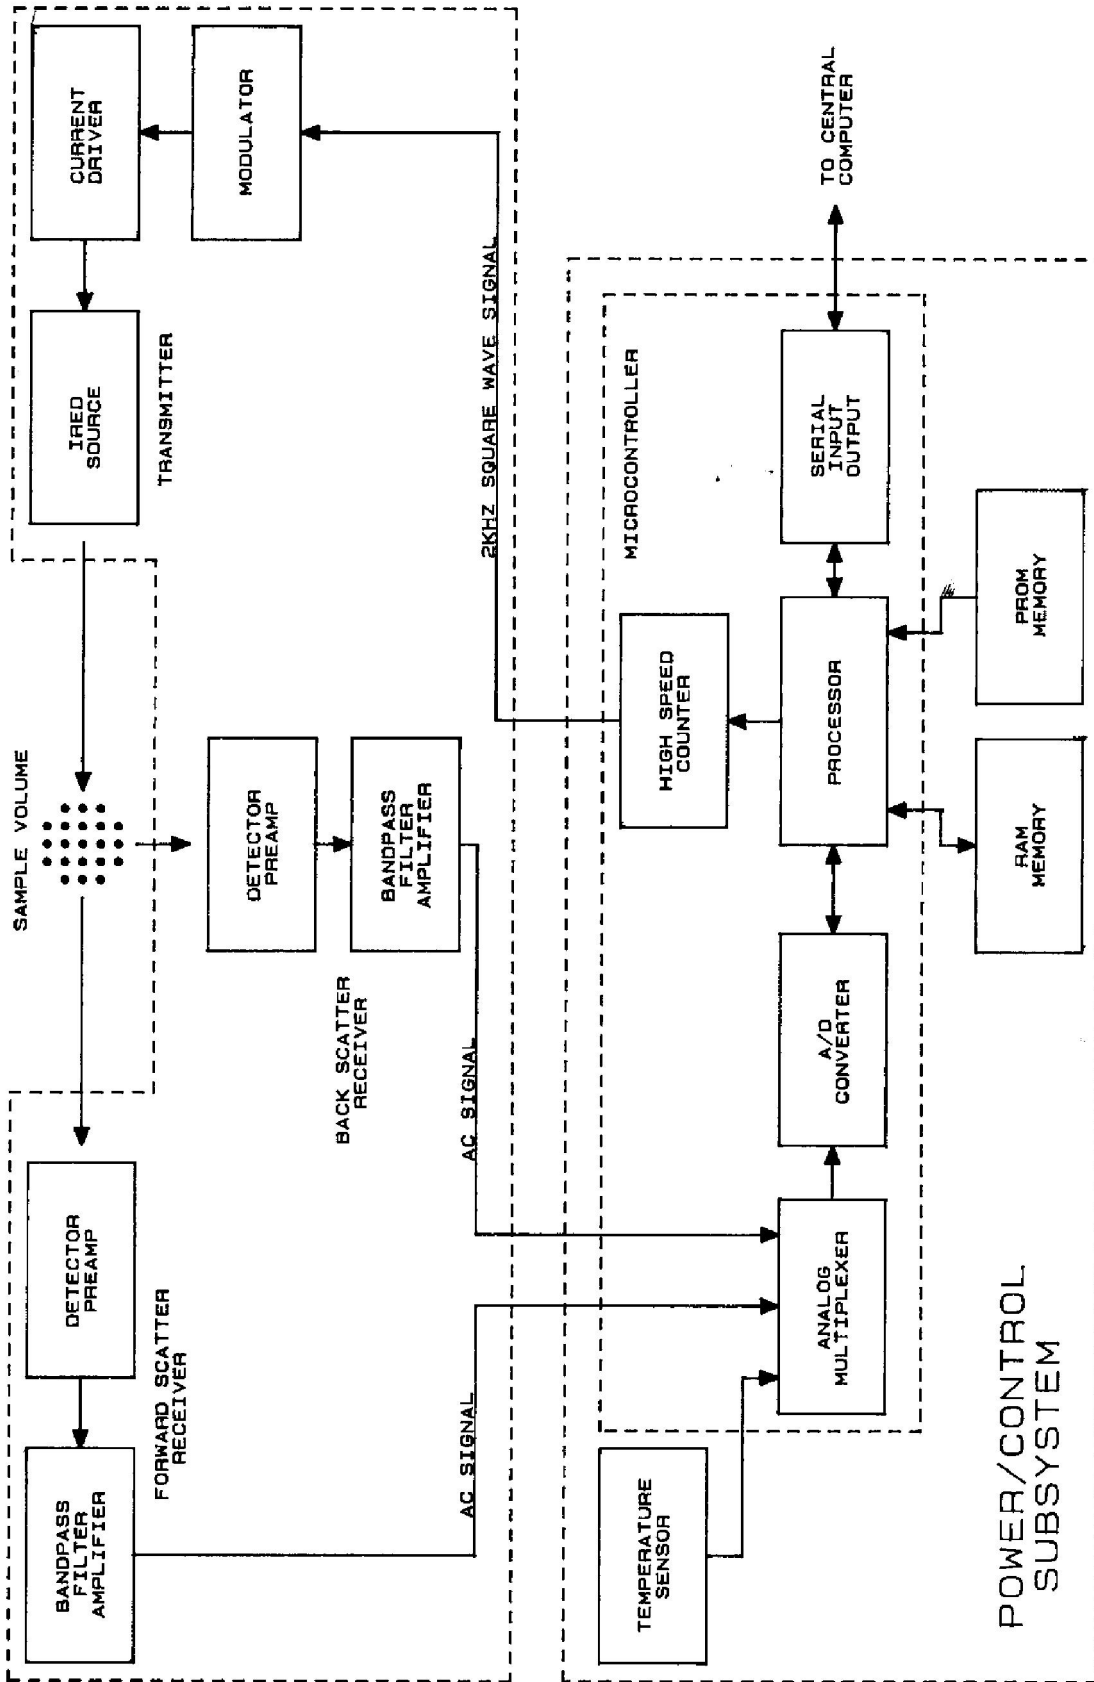 BANDPASS
FILTER
AMPLIFIER
DETECTOR
PREAMP
SAMPLE VOLUME
IRED
SOURCE
CURRENT
DRIVER
FORWARD SCATTER
RECEIVER
TRANSMITTER
DETECTOR
PREAMP
MODULATOR
BANDPASS
FILTER
AMPLIFIER
BACK SCATTER
RECEIVER
AC SIGNAL
AC SIGNAL
2KHZ SQUARE WAVE SIGNAL
TEMPERATURE
SENSOR
HIGH SPEED
COUNTER
MICROCONTROLLER
ANALOG
MULTIPLEXER
A/D
CONVERTER
PROCESSOR
SERIAL
INPUT
OUTPUT
TO CENTRAL
COMPUTER
RAM
MEMORY
PROM
MEMORY
POWER/CONTROL
SUBSYSTEM